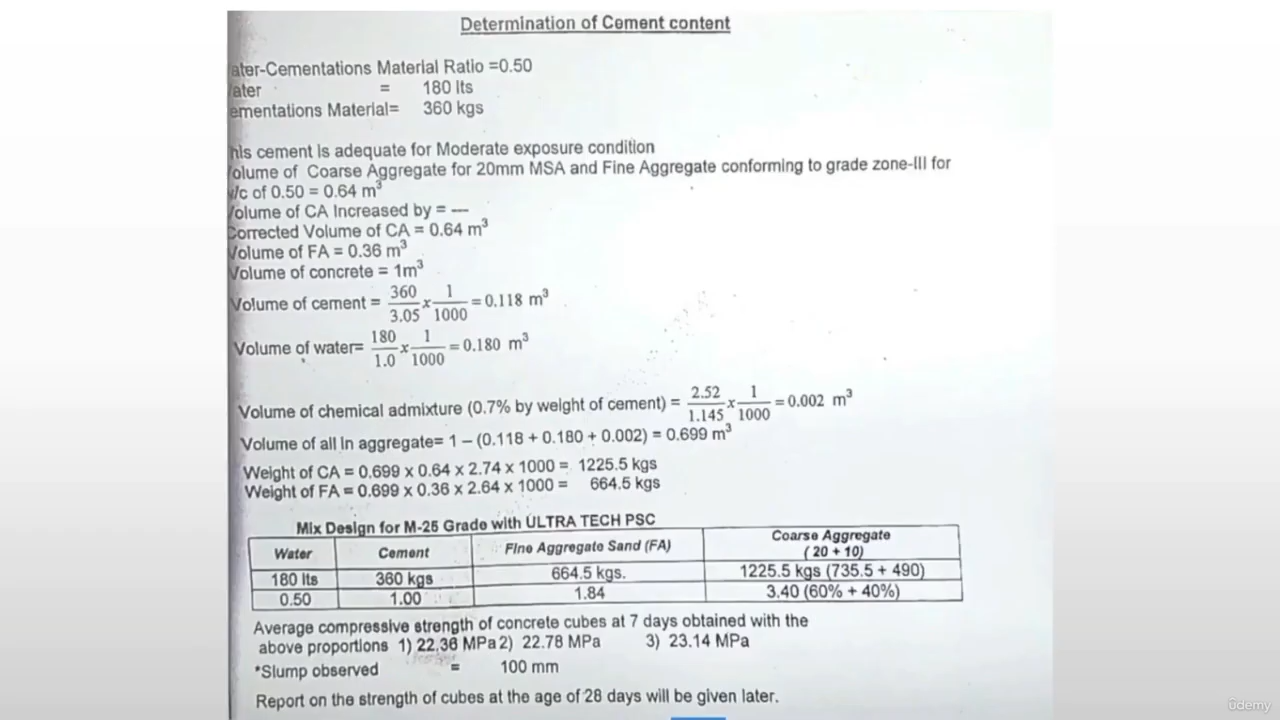 Determination of Cement content
ater-Cementations Material Ratio =0.50
ater = 180 lts
ementations Material= 360 kgs
his cement is adequate for Moderate exposure condition
olume of Coarse Aggregate for 20mm MSA and Fine Aggregate conforming to grade zone-III for
/c of 0.50 = 0.64 m³
Volume of CA Increased by = ---
Corrected Volume of CA = 0.64 m³
Volume of FA = 0.36 m³
Volume of concrete = 1m³
Volume of cement = 360/3.05 x 1/1000 = 0.118 m³
Volume of water= 180/1.0 x 1/1000 = 0.180 m³
Volume of chemical admixture (0.7% by weight of cement) = 2.52/1.145 x 1/1000 = 0.002 m³
Volume of all in aggregate= 1 – (0.118 + 0.180 + 0.002) = 0.699 m³
Weight of CA = 0.699 x 0.64 x 2.74 x 1000 = 1225.5 kgs
Weight of FA = 0.699 x 0.36 x 2.64 x 1000 = 664.5 kgs
Mix Design for M-25 Grade with ULTRA TECH PSC
Water Cement Fine Aggregate Sand (FA) Coarse Aggregate (20 + 10)
180 lts 360 kgs 664.5 kgs. 1225.5 kgs (735.5 + 490)
0.50 1.00 1.84 3.40 (60% + 40%)
Average compressive strength of concrete cubes at 7 days obtained with the
above proportions 1) 22.36 MPa 2) 22.78 MPa 3) 23.14 MPa
*Slump observed = 100 mm
Report on the strength of cubes at the age of 28 days will be given later.
ûdemy